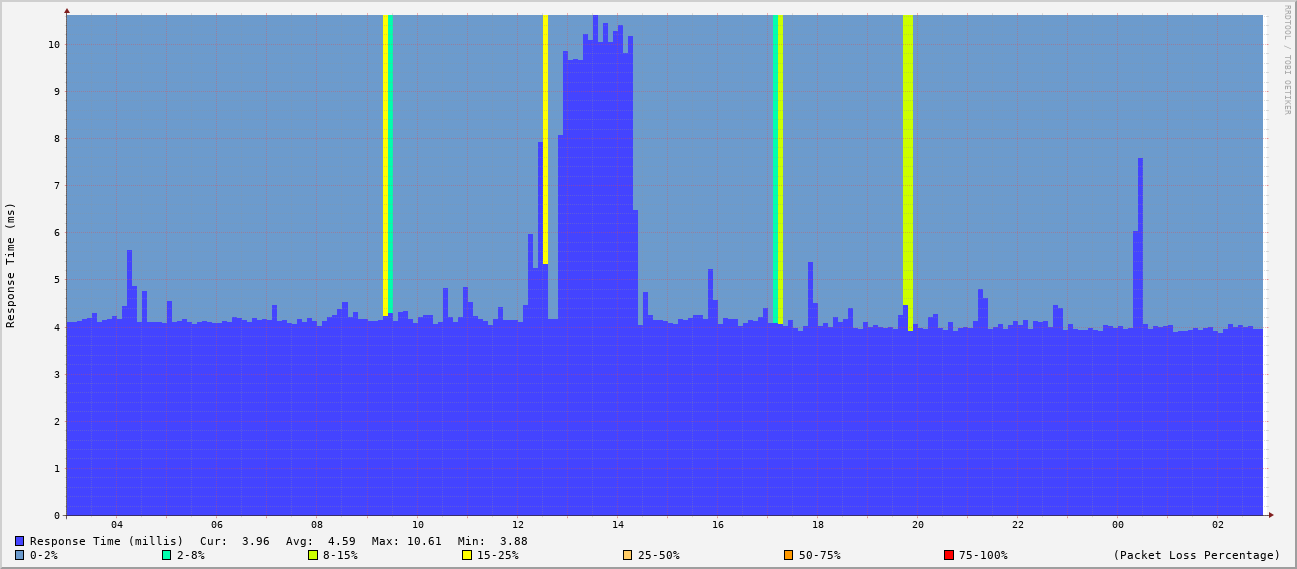 RRDTOOL / TOBI OETIKER
Response Time (ms)
10
9
8
7
6
5
4
3
2
1
0
04 06 08 10 12 14 16 18 20 22 00 02
Response Time (millis) Cur: 3.96 Avg: 4.59 Max: 10.61 Min: 3.88
0-2% 2-8% 8-15% 15-25% 25-50% 50-75% 75-100% (Packet Loss Percentage)